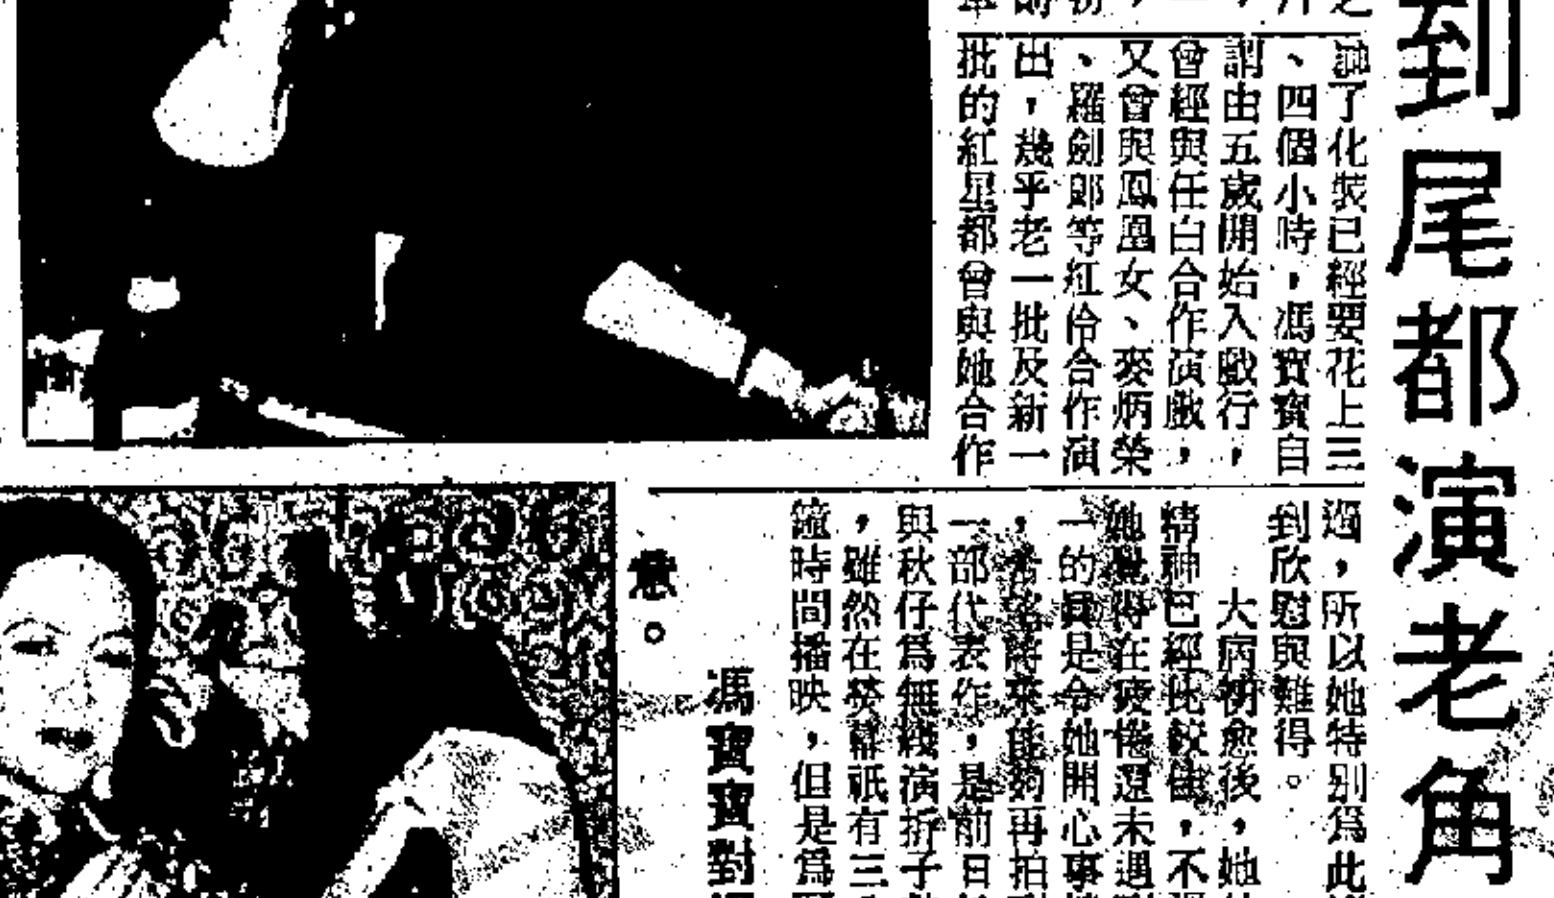 到尾都演老角
了化裝已經要花上三
、四個小時，馮寶寶自
謂由五歲開始入戲行，
曾經與任白合作演戲，
又曾與鳳凰女、麥炳榮
、羅劍郎等紅伶合作演
出，幾乎老一批及新一
批的紅星都曾與她合作
過，所以她特別為此
到欣慰與難得。
大病初愈後，她
精神已經比較佳，不
她覺得在疲倦還未遇
一的真是令她開心事
，將來能夠再拍
一部代表作，是前日
與秋仔為無綫演折子
，雖然在熒幕祇有三
鐘時間播映，但是為
馮寶寶對
意。